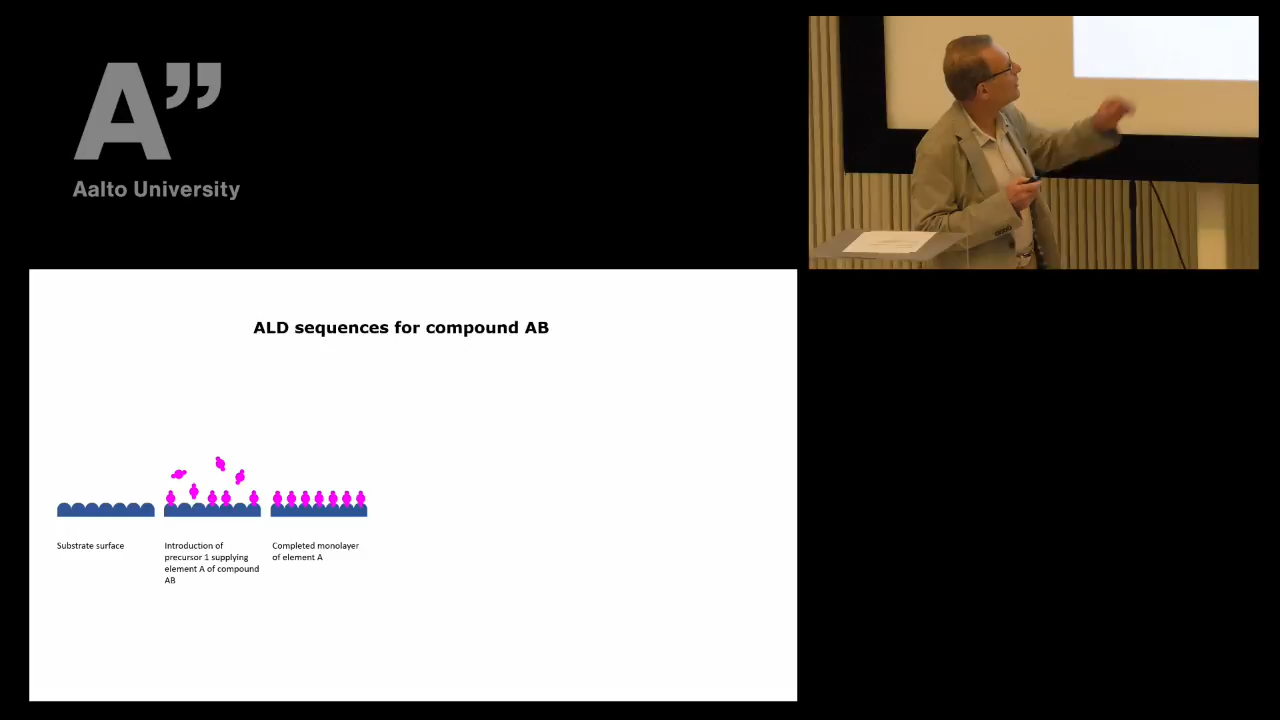 A”
Aalto University
ALD sequences for compound AB
Substrate surface
Introduction of
precursor 1 supplying
element A of compound
AB
Completed monolayer
of element A